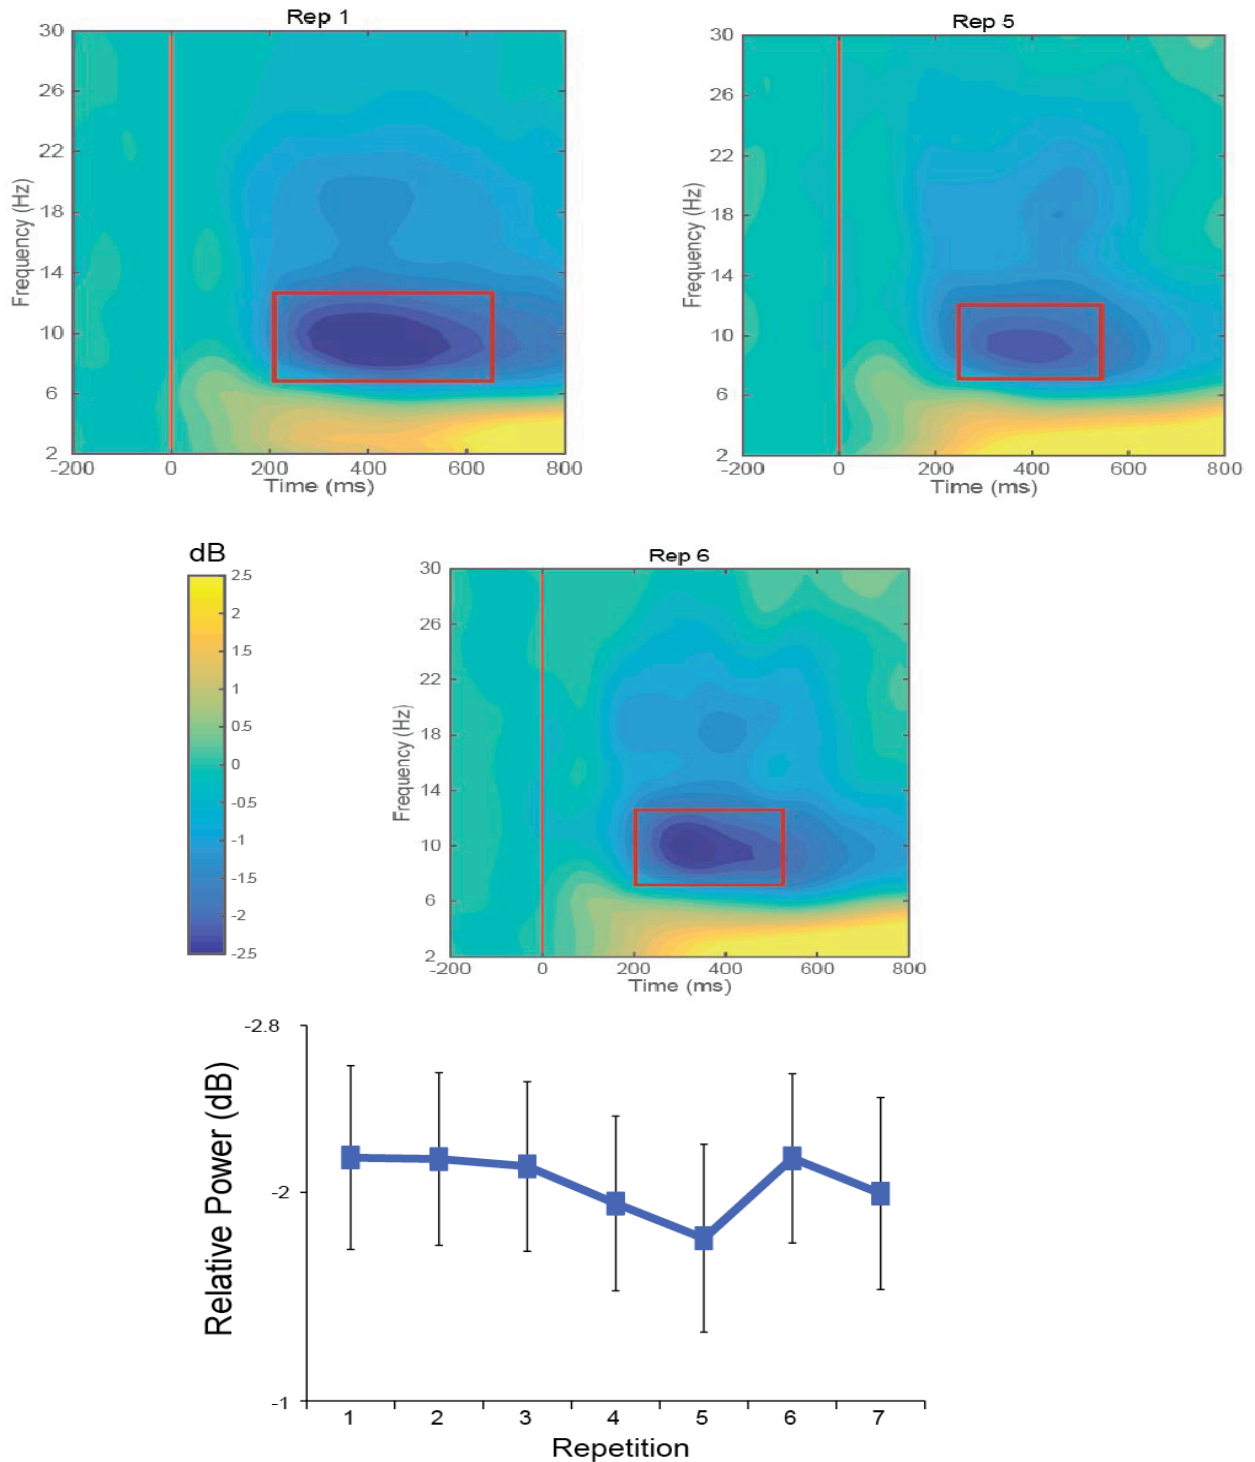 Rep 1
30
26
22
18
14
10
6
2
Frequency (Hz)
-200 0 200 400 600 800
Time (ms)
Rep 5
30
26
22
18
14
10
6
2
Frequency (Hz)
-200 0 200 400 600 800
Time (ms)
dB
2.5
2
1.5
1
0.5
0
-0.5
-1
-1.5
-2
-2.5
Rep 6
30
26
22
18
14
10
6
2
Frequency (Hz)
-200 0 200 400 600 800
Time (ms)
-2.8
-2
-1
Relative Power (dB)
1 2 3 4 5 6 7
Repetition